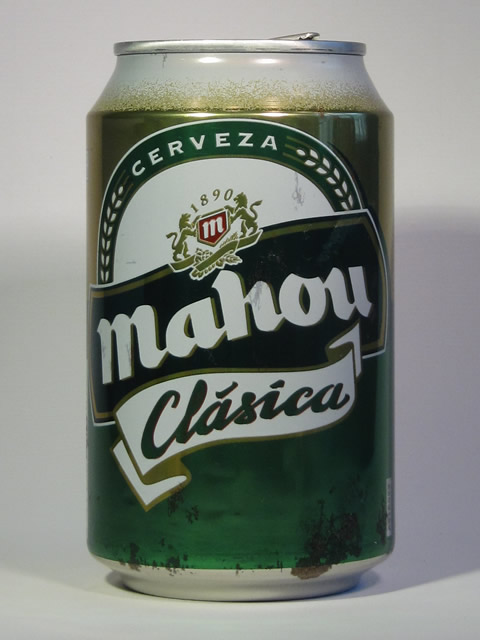 CERVEZA
1890
m
mahou
Clásica